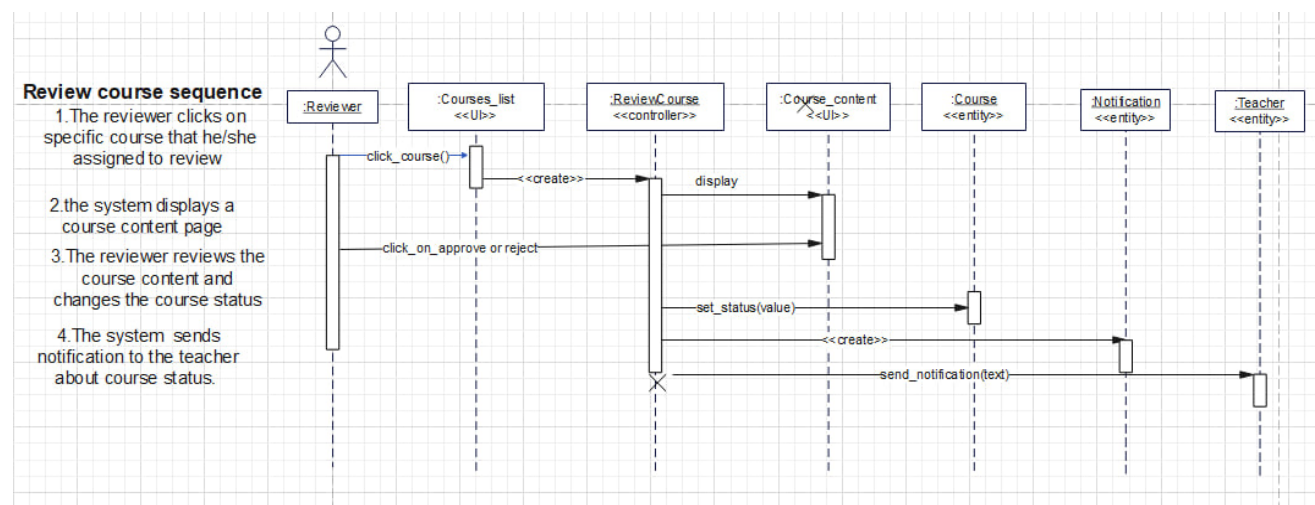 Review course sequence
1.The reviewer clicks on
specific course that he/she
assigned to review
2.the system displays a
course content page
3.The reviewer reviews the
course content and
changes the course status
4.The system sends
notification to the teacher
about course status.
:Reviewer
:Courses_list
<<UI>>
:ReviewCourse
<<controller>>
:Course_content
<<UI>>
:Course
<<entity>>
:Notification
<<entity>>
:Teacher
<<entity>>
click_course()
<<create>>
display
click_on_approve or reject
set_status(value)
<<create>>
send_notification(text)